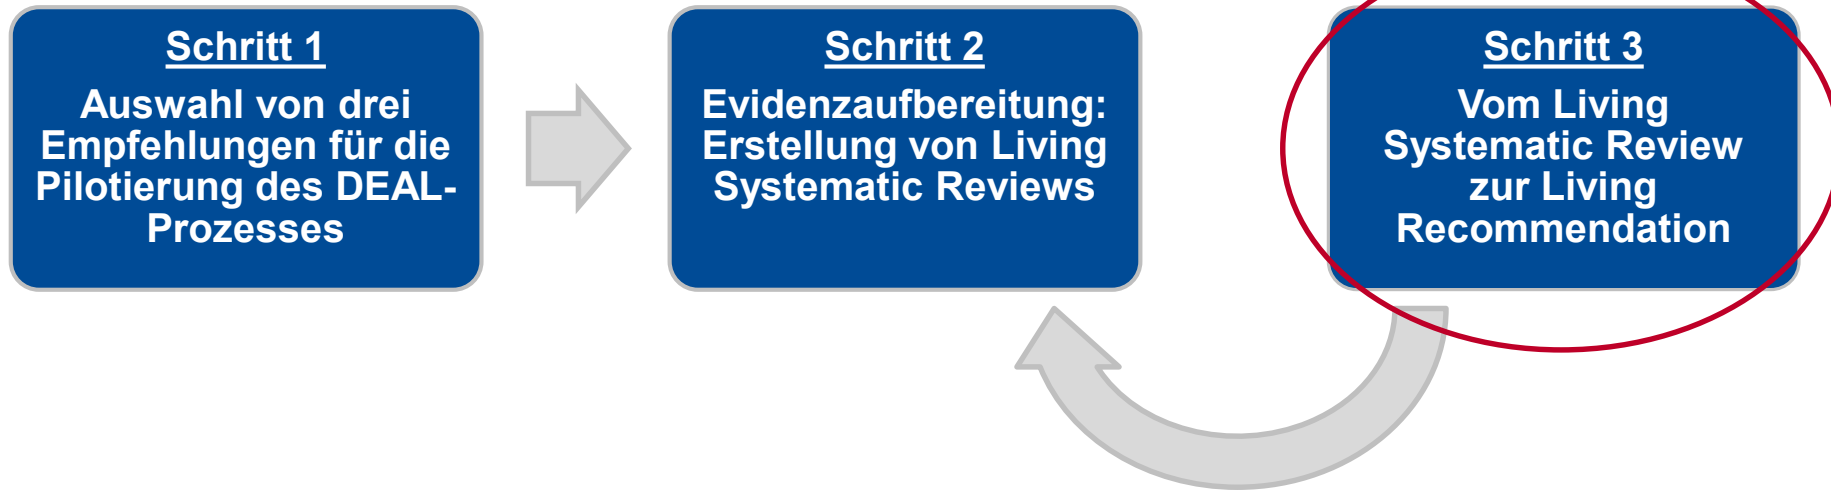 Schritt 1
Auswahl von drei
Empfehlungen für die
Pilotierung des DEAL-
Prozesses
Schritt 2
Evidenzaufbereitung:
Erstellung von Living
Systematic Reviews
Schritt 3
Vom Living
Systematic Review
zur Living
Recommendation